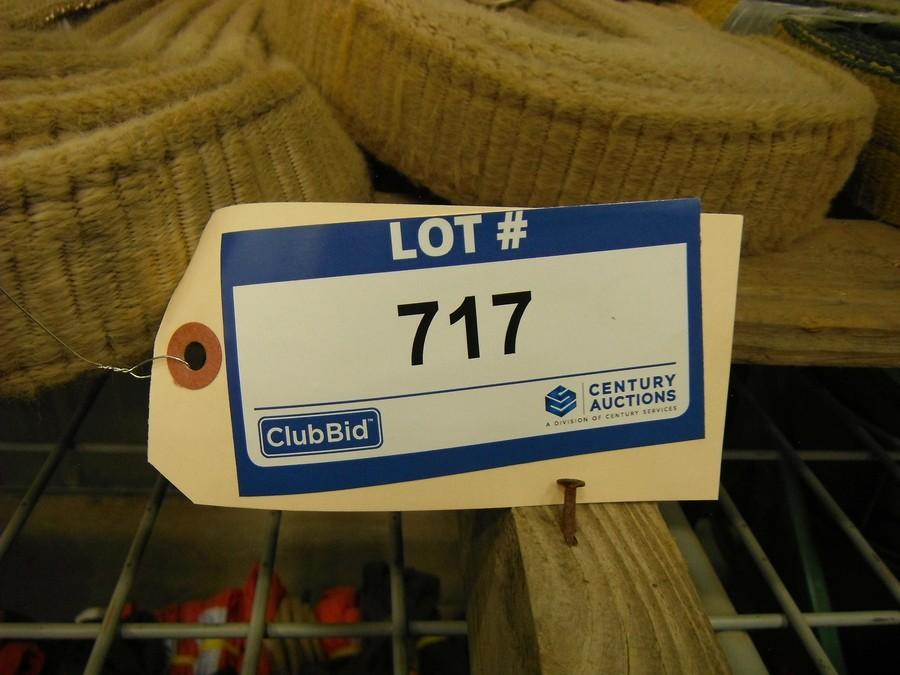 LOT #
717
ClubBid™
CENTURY
AUCTIONS
A DIVISION OF CENTURY SERVICES